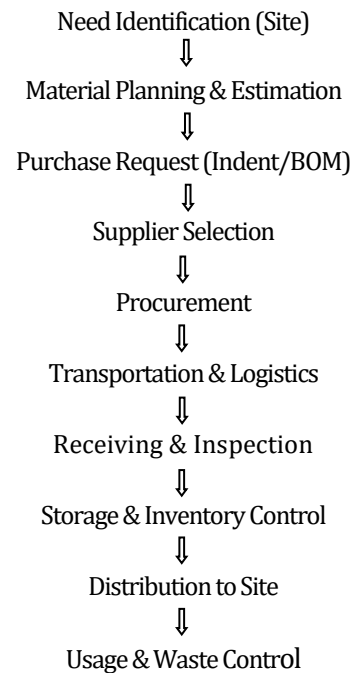 Need Identification (Site)
⇓
Material Planning & Estimation
⇓
Purchase Request (Indent/BOM)
⇓
Supplier Selection
⇓
Procurement
⇓
Transportation & Logistics
⇓
Receiving & Inspection
⇓
Storage & Inventory Control
⇓
Distribution to Site
⇓
Usage & Waste Control